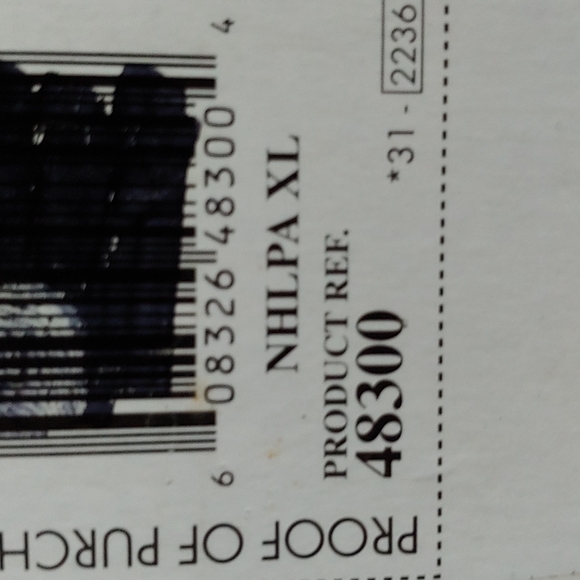 6 08326 48300 4
NHLPA XL
PRODUCT REF.
48300
*31-2236
PROOF OF PURCH